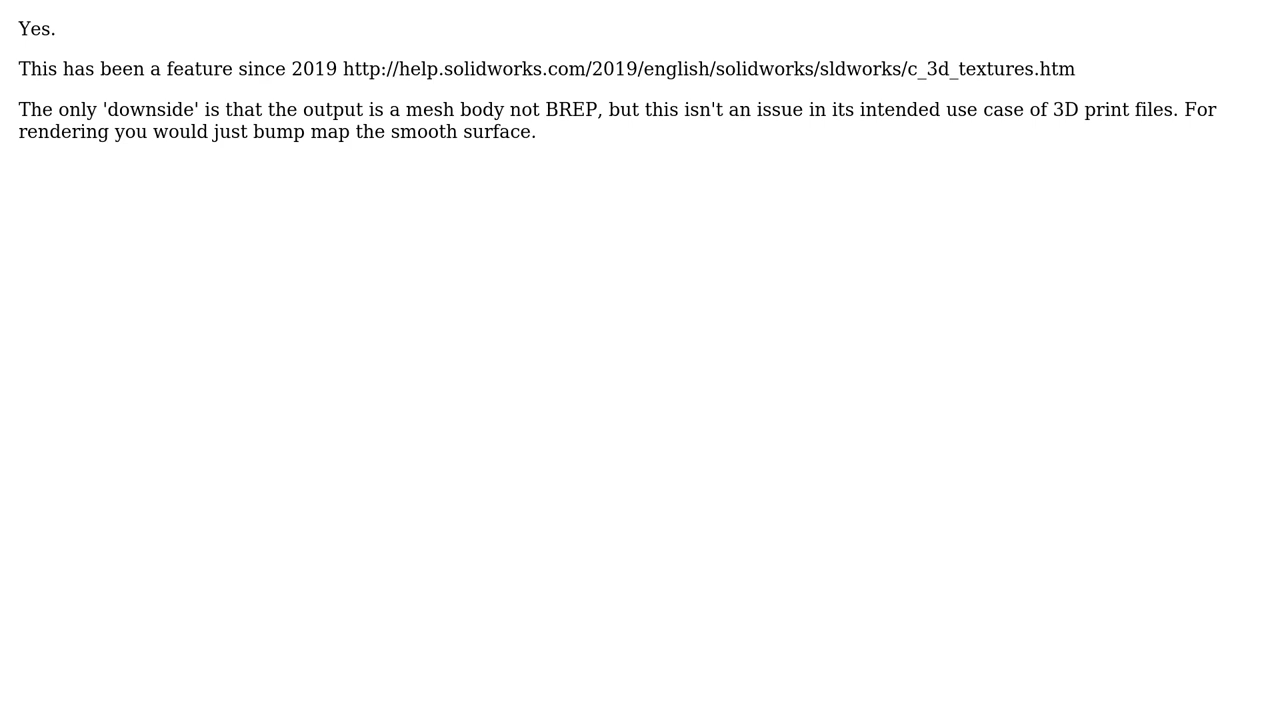 Yes.
This has been a feature since 2019 http://help.solidworks.com/2019/english/solidworks/sldworks/c_3d_textures.htm
The only 'downside' is that the output is a mesh body not BREP, but this isn't an issue in its intended use case of 3D print files. For
rendering you would just bump map the smooth surface.